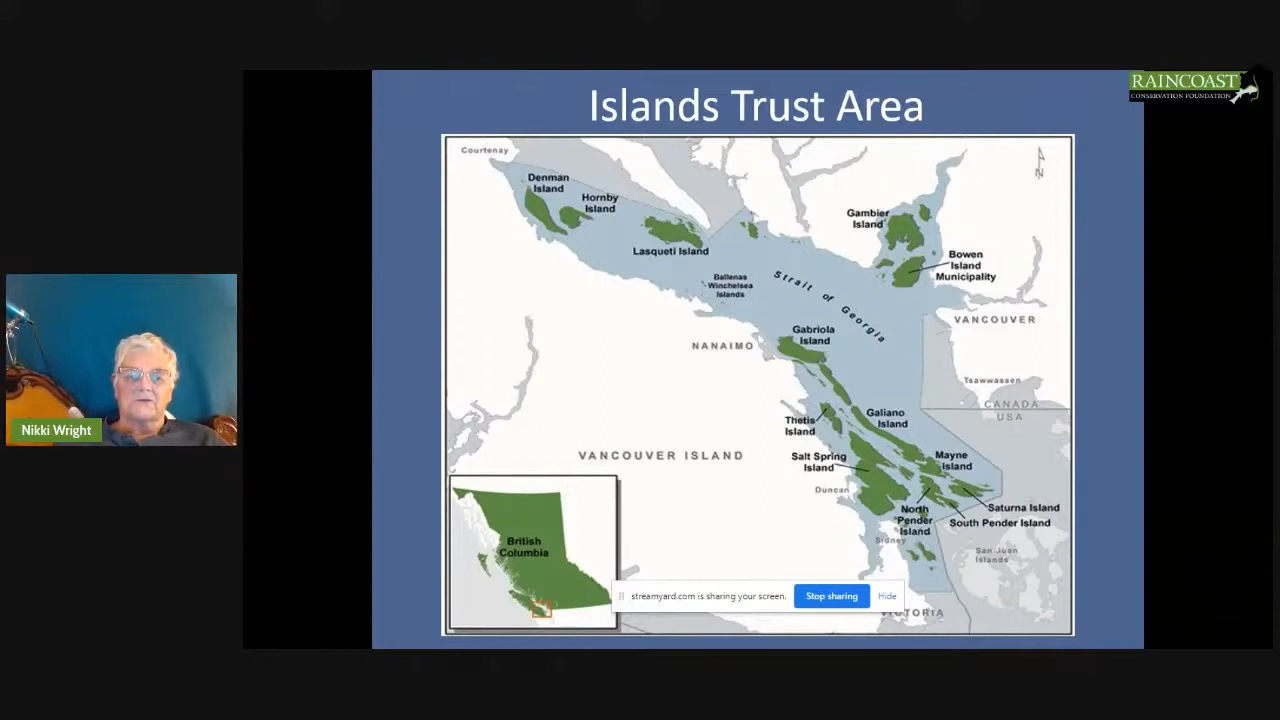 RAINCOAST
CONSERVATION FOUNDATION
Islands Trust Area
Courtenay
Denman
Island
Hornby
Island
Lasqueti Island
Ballenas
Winchelsea
Islands
Strait of Georgia
Gambier
Island
Bowen
Island
Municipality
N
VANCOUVER
Gabriola
Island
NANAIMO
Tsawwassen
CANADA
USA
Thetis
Island
Galiano
Island
VANCOUVER ISLAND
Salt Spring
Island
Mayne
Island
Duncan
North
Pender
Island
Saturna Island
South Pender Island
Sidney
San Juan
Islands
British
Columbia
VICTORIA
streamyard.com is sharing your screen.
Stop sharing
Hide
Nikki Wright